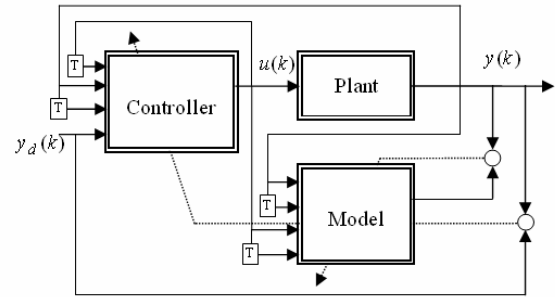 T
u(k)
y(k)
Controller
Plant
T
y_d(k)
T
Model
T